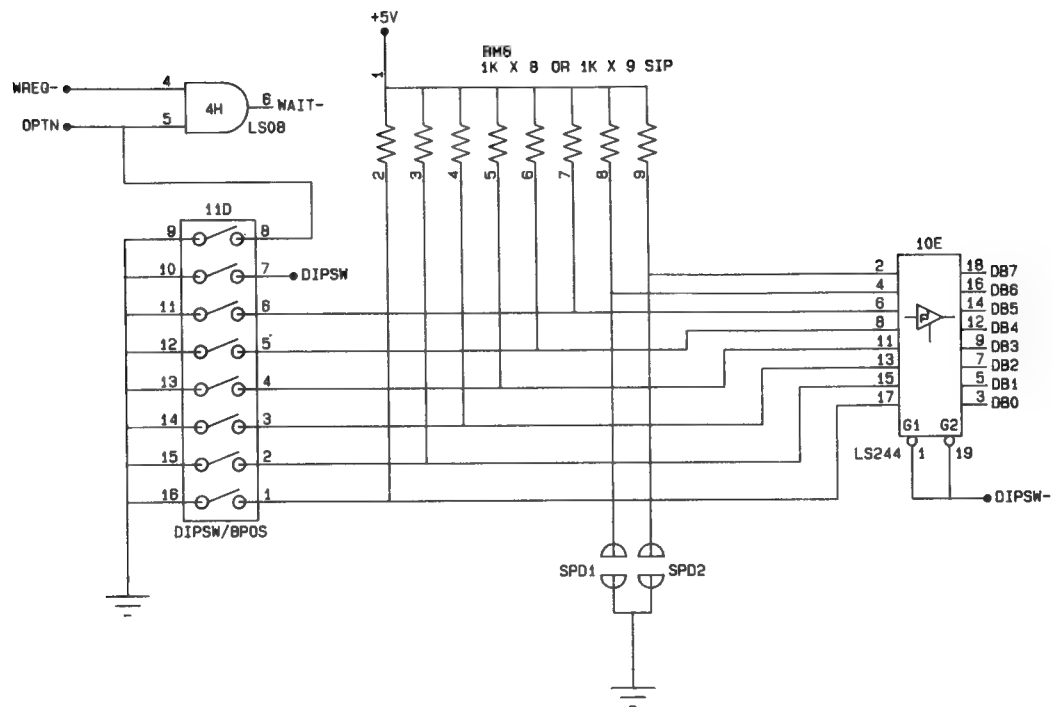 +5V
RM6
1K X 8 OR 1K X 9 SIP
1
WREQ-
4
4H
6
WAIT-
OPTN
5
LS08
2
3
4
5
6
7
8
9
11D
9
8
10
7
DIPSW
11
6
12
5
13
4
14
3
15
2
16
1
DIPSW/8POS
10E
2
18
DB7
4
16
DB6
6
14
DB5
8
12
DB4
11
9
DB3
13
7
DB2
15
5
DB1
17
3
DB0
G1
G2
LS244
1
19
DIPSW-
SPD1
SPD2